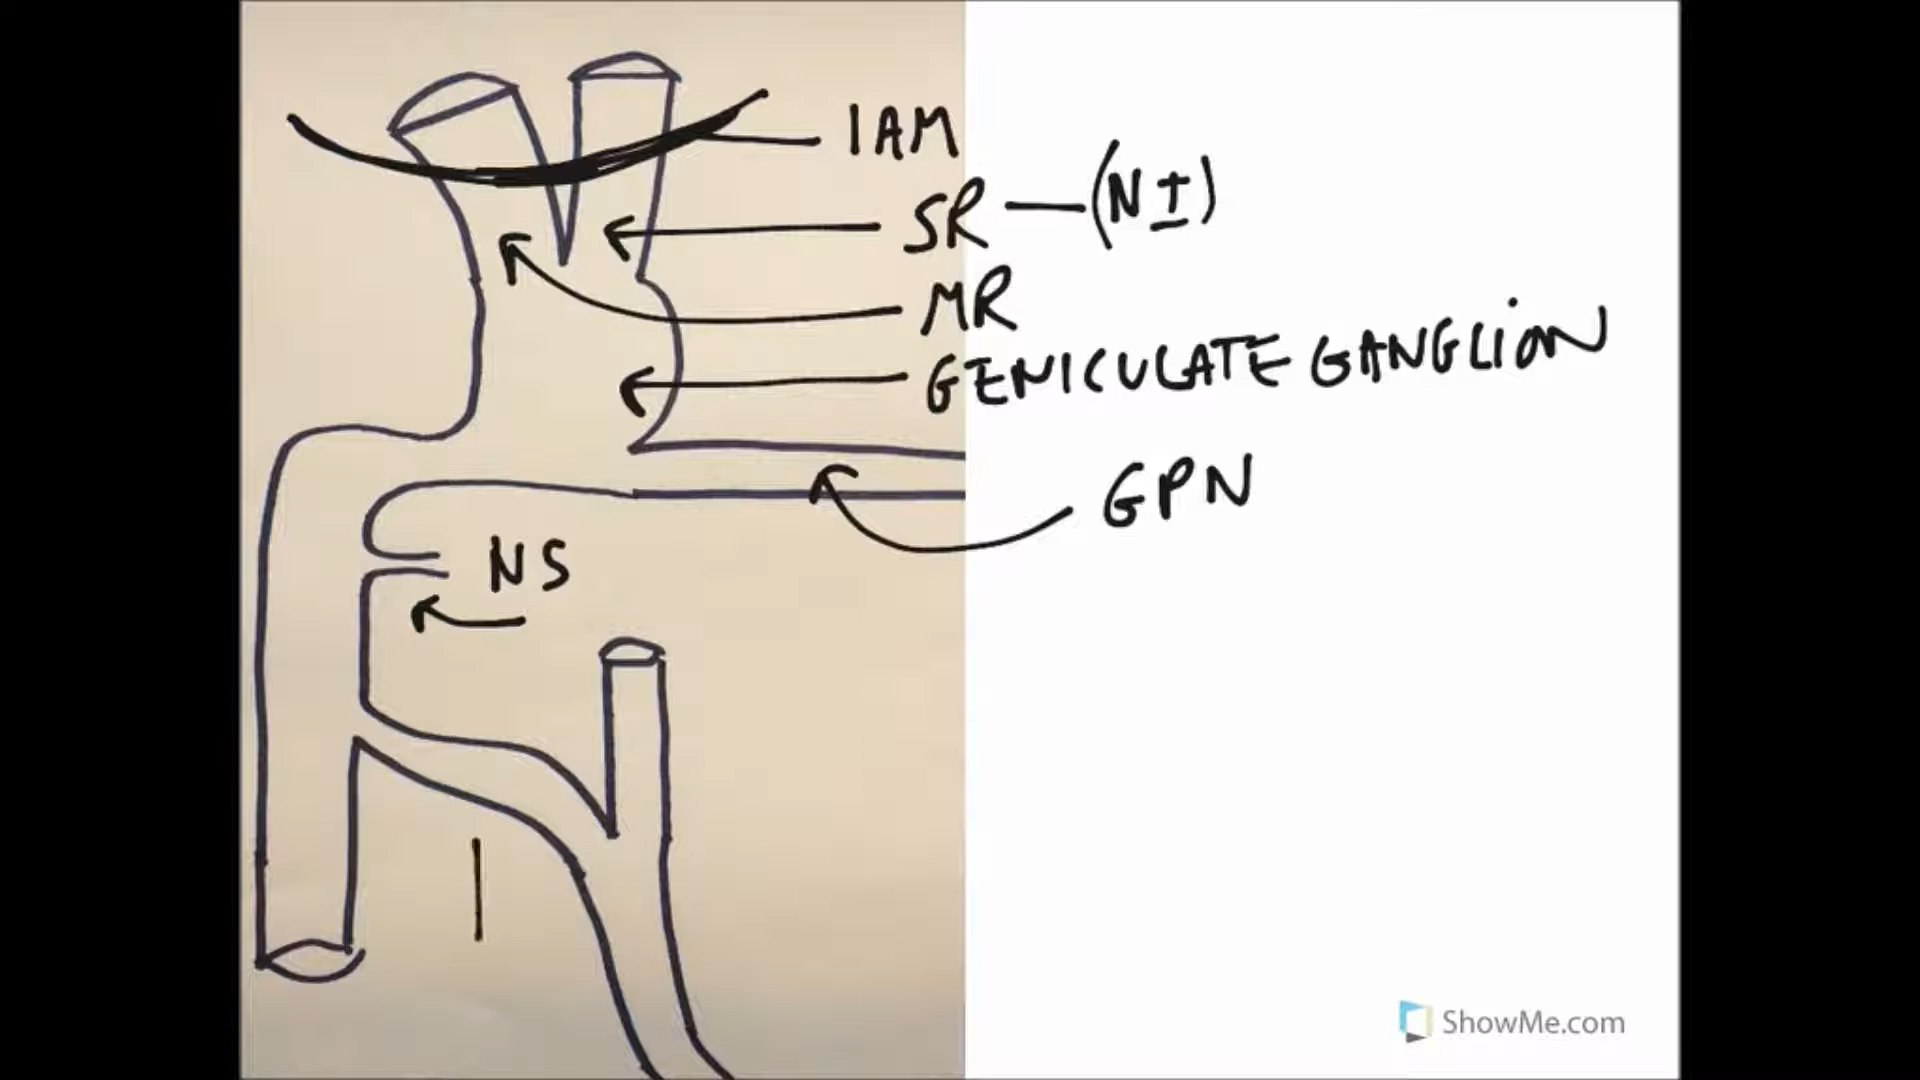 IAM
SR — (NI)
MR
GENICULATE GANGLION
GPN
NS
ShowMe.com